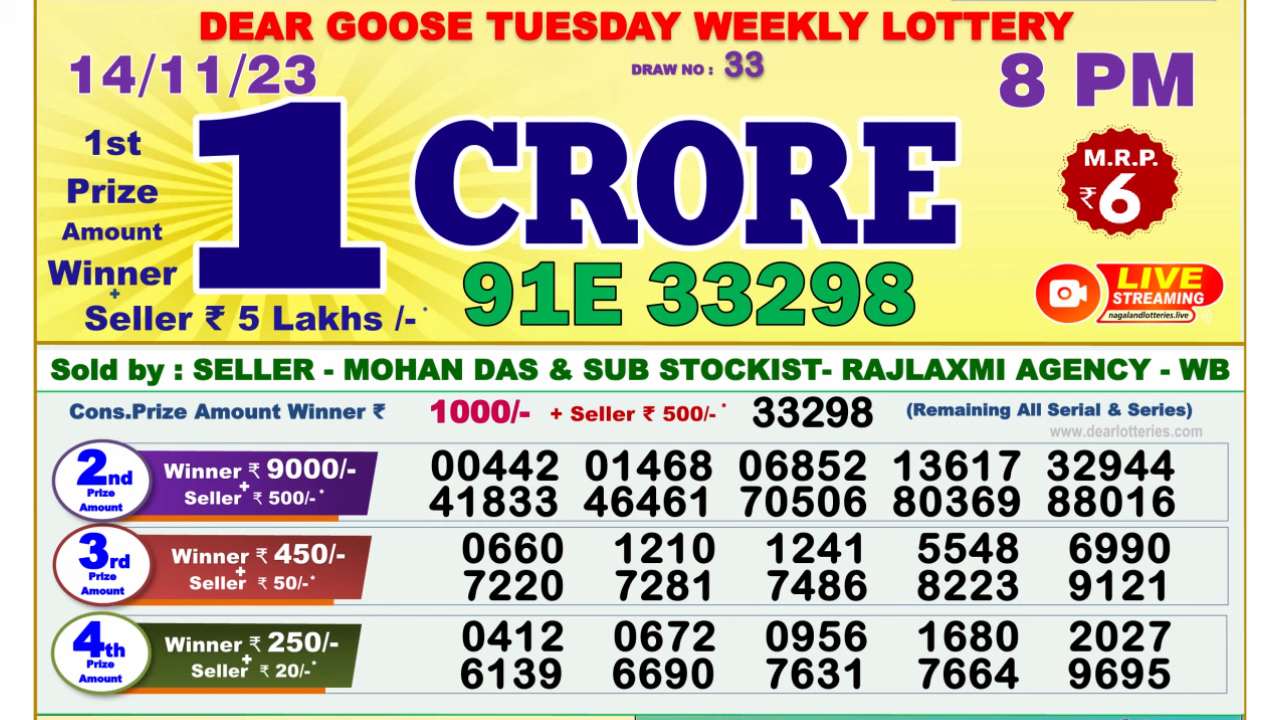 DEAR GOOSE TUESDAY WEEKLY LOTTERY
14/11/23
DRAW NO : 33
8 PM
1st
Prize
Amount
Winner
+
Seller ₹ 5 Lakhs /-*
1 CRORE
91E 33298
M.R.P.
₹6
LIVE
STREAMING
nagalandlotteries.live
Sold by : SELLER - MOHAN DAS & SUB STOCKIST- RAJLAXMI AGENCY - WB
Cons.Prize Amount Winner ₹ 1000/- + Seller ₹ 500/-* 33298 (Remaining All Serial & Series)
www.dearlotteries.com
2nd
Prize
Amount
Winner ₹ 9000/-
+
Seller ₹ 500/-*
00442 01468 06852 13617 32944
41833 46461 70506 80369 88016
3rd
Prize
Amount
Winner ₹ 450/-
+
Seller ₹ 50/-*
0660 1210 1241 5548 6990
7220 7281 7486 8223 9121
4th
Prize
Amount
Winner ₹ 250/-
+
Seller ₹ 20/-*
0412 0672 0956 1680 2027
6139 6690 7631 7664 9695